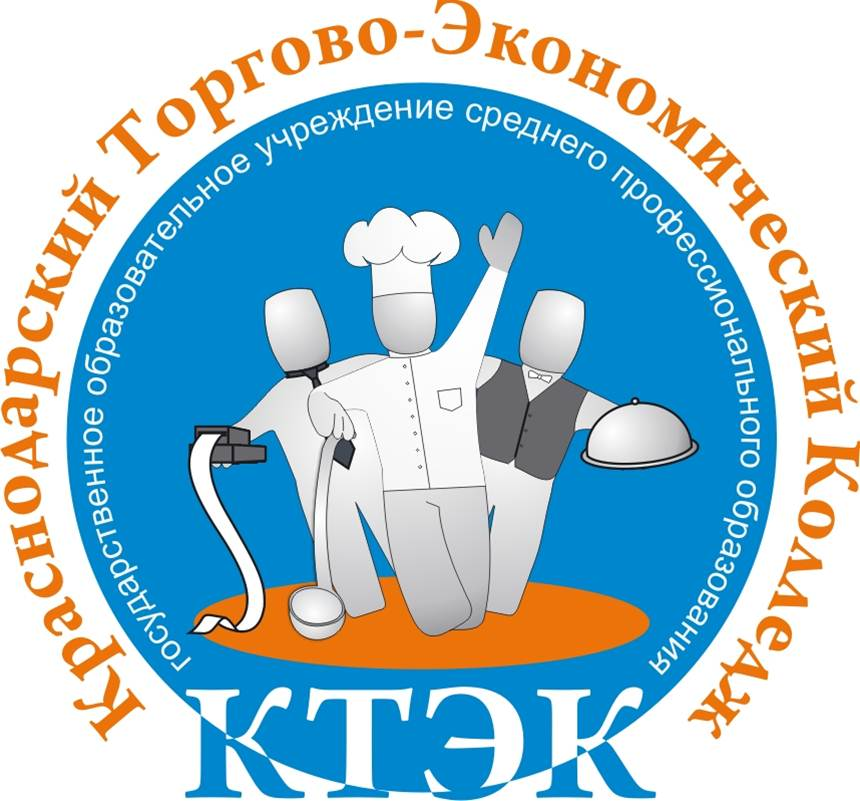 Краснодарский Торгово-Экономический Колледж
государственное образовательное учреждение среднего профессионального образования
КТЭК